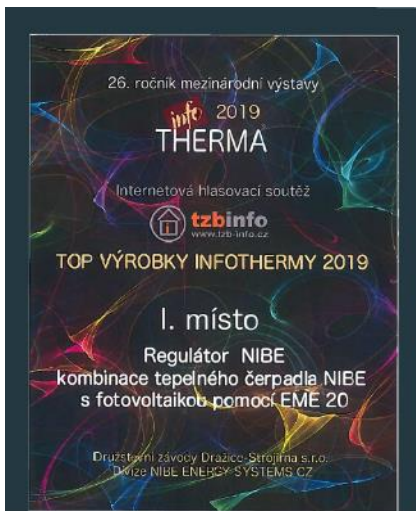 26. ročník mezinárodní výstavy
info 2019
THERMA
Internetová hlasovací soutěž
tzbinfo
www.tzb-info.cz
TOP VÝROBKY INFOTHERMY 2019
I. místo
Regulátor NIBE
kombinace tepelného čerpadla NIBE
s fotovoltaikou pomocí EME 20
Družstevní závody Dražice-Strojírna s.r.o.
Divize NIBE ENERGY SYSTEMS CZ